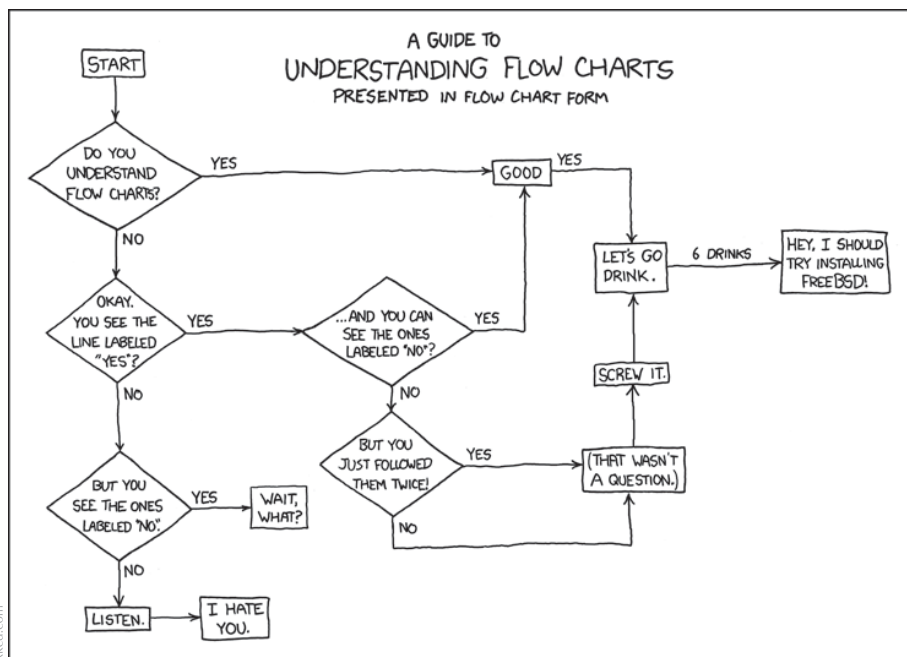 A GUIDE TO
UNDERSTANDING FLOW CHARTS
PRESENTED IN FLOW CHART FORM
START
DO YOU
UNDERSTAND
FLOW CHARTS?
YES
GOOD
YES
LET'S GO
DRINK.
6 DRINKS
HEY, I SHOULD
TRY INSTALLING
FREEBSD!
NO
OKAY.
YOU SEE THE
LINE LABELED
"YES"?
YES
...AND YOU CAN
SEE THE ONES
LABELED "NO"?
YES
NO
BUT YOU
JUST FOLLOWED
THEM TWICE!
YES
NO
(THAT WASN'T
A QUESTION.)
SCREW IT.
NO
BUT YOU
SEE THE ONES
LABELED "NO".
YES
WAIT,
WHAT?
NO
LISTEN.
I HATE
YOU.